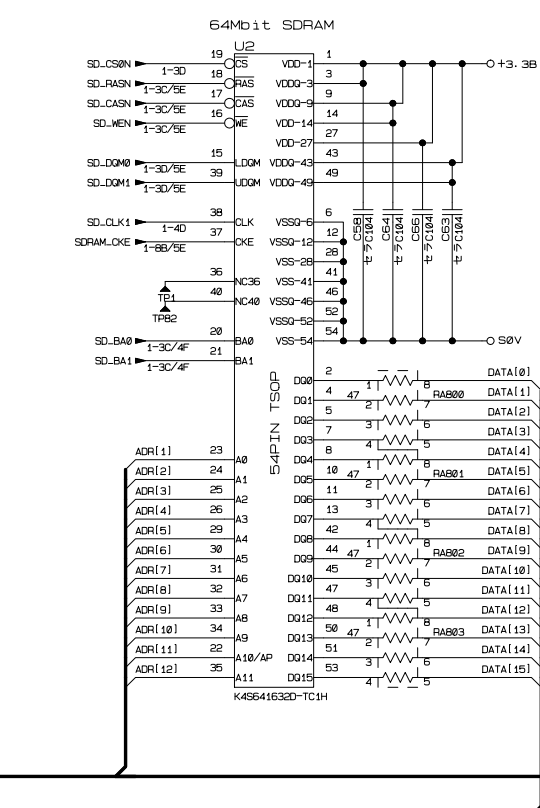 64Mbit SDRAM
U2
SD_CS0N 1-3D 19 CS VDD-1 1 +3.3B
SD_RASN 1-3C/5E 18 RAS VDDQ-3 3
SD_CASN 1-3C/5E 17 CAS VDDQ-9 9
SD_WEN 1-3C/5E 16 WE VDD-14 14
VDD-27 27
SD_DQM0 1-3D/5E 15 LDQM VDDQ-43 43
SD_DQM1 1-3D/5E 39 UDQM VDDQ-49 49
C58 セラC104 C64 セラC104 C66 セラC104 C63 セラC104
SD_CLK1 1-4D 38 CLK VSSQ-6 6
SDRAM_CKE 1-8B/5E 37 CKE VSSQ-12 12
VSS-28 28
TP1 36 NC36 VSS-41 41
TP82 40 NC40 VSSQ-46 46
VSSQ-52 52
SD_BA0 1-3C/4F 20 BA0 VSS-54 54 S0V
SD_BA1 1-3C/4F 21 BA1
54PIN TSOP
DQ0 2 1 8 DATA[0]
DQ1 4 47 2 7 RA800 DATA[1]
DQ2 5 3 6 DATA[2]
DQ3 7 4 5 DATA[3]
ADR[1] 23 A0 DQ4 8 1 8 DATA[4]
ADR[2] 24 A1 DQ5 10 47 2 7 RA801 DATA[5]
ADR[3] 25 A2 DQ6 11 3 6 DATA[6]
ADR[4] 26 A3 DQ7 13 4 5 DATA[7]
ADR[5] 29 A4 DQ8 42 1 8 DATA[8]
ADR[6] 30 A5 DQ9 44 47 2 7 RA802 DATA[9]
ADR[7] 31 A6 DQ10 45 3 6 DATA[10]
ADR[8] 32 A7 DQ11 47 4 5 DATA[11]
ADR[9] 33 A8 DQ12 48 1 8 DATA[12]
ADR[10] 34 A9 DQ13 50 47 2 7 RA803 DATA[13]
ADR[11] 22 A10/AP DQ14 51 3 6 DATA[14]
ADR[12] 35 A11 DQ15 53 4 5 DATA[15]
K4S641632D-TC1H